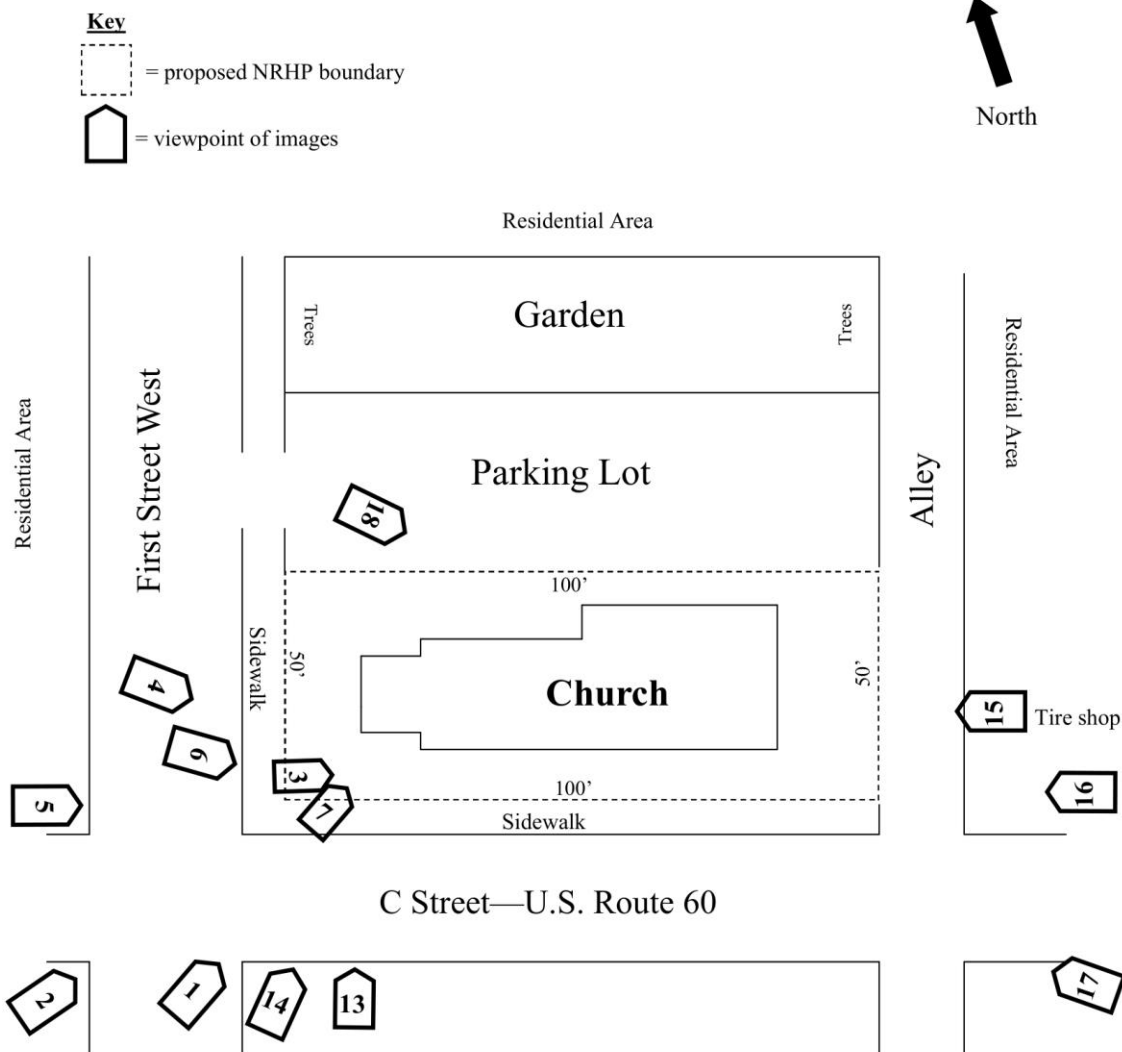 Key
= proposed NRHP boundary
= viewpoint of images
North
Residential Area
Garden
Trees
Trees
Residential Area
First Street West
Residential Area
Parking Lot
Alley
18
100'
Sidewalk
50'
Church
50'
4
6
3
7
5
100'
Sidewalk
15
Tire shop
16
C Street—U.S. Route 60
2
1
14
13
17